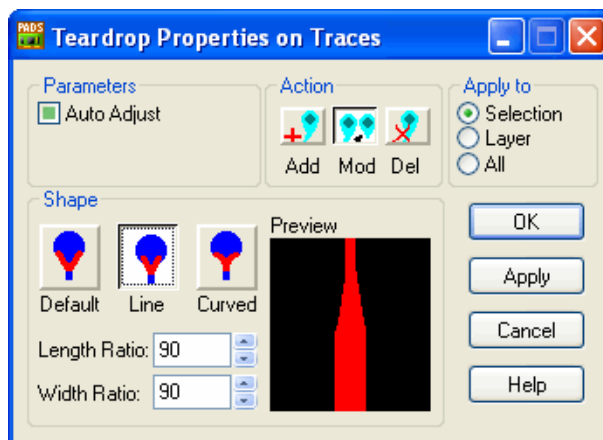 PADS
Teardrop Properties on Traces
Parameters
Auto Adjust
Action
Add Mod Del
Apply to
Selection
Layer
All
Shape
Default Line Curved
Length Ratio: 90
Width Ratio: 90
Preview
OK
Apply
Cancel
Help